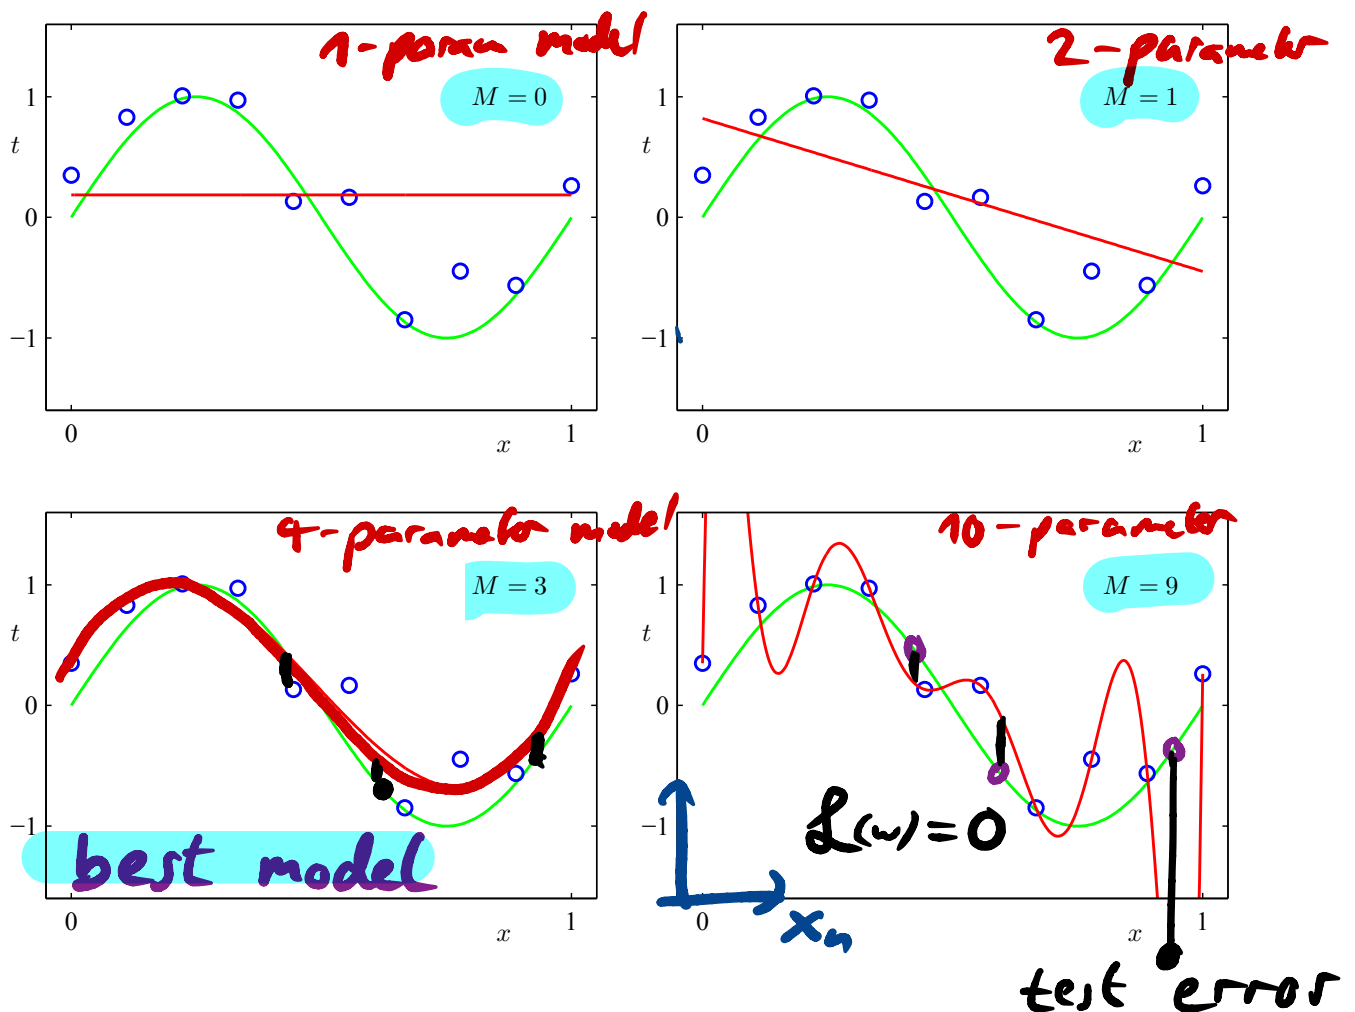 1-param model
M = 0
1
t
0
−1
0
x
1
2-parameter
M = 1
1
t
0
−1
0
x
1
4-parameter model
M = 3
1
t
0
−1
best model
0
x
1
10-parameter
M = 9
1
t
0
−1
L(w) = 0
0
x
1
xn
test error